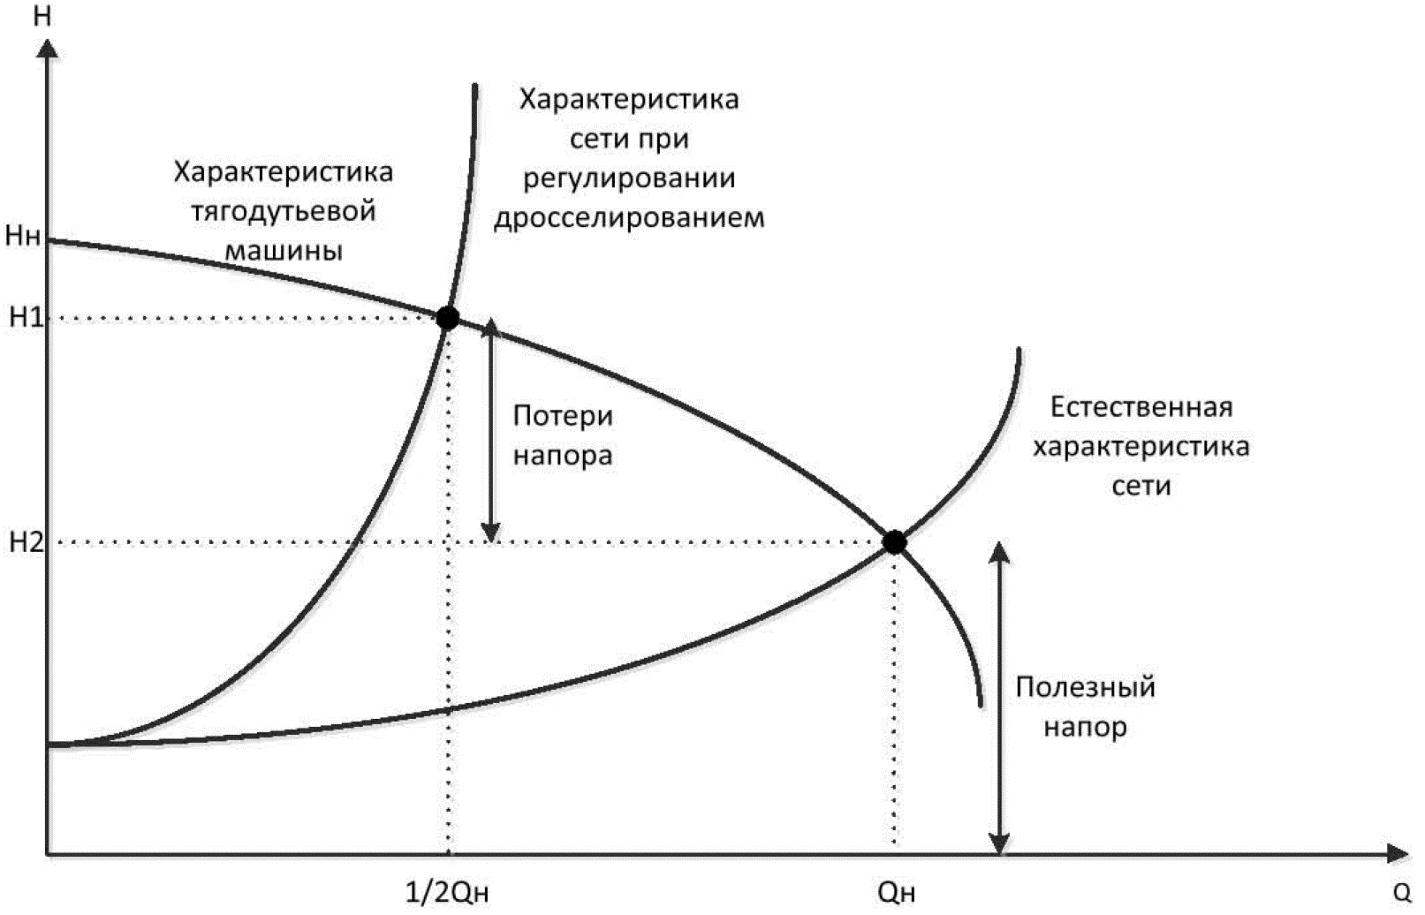 H
Характеристика
сети при
регулировании
дросселированием
Характеристика
тягодутьевой
машины
Hн
H1
Потери
напора
Естественная
характеристика
сети
H2
Полезный
напор
1/2Qн
Qн
Q